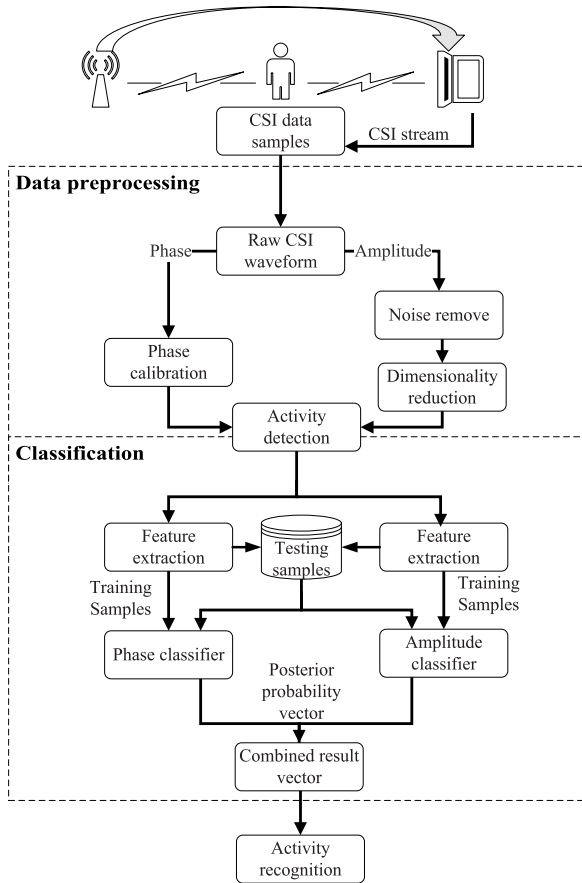 CSI data
samples
CSI stream
Data preprocessing
Phase
Raw CSI
waveform
Amplitude
Noise remove
Phase
calibration
Dimensionality
reduction
Activity
detection
Classification
Feature
extraction
Testing
samples
Feature
extraction
Training
Samples
Training
Samples
Phase classifier
Amplitude
classifier
Posterior
probability
vector
Combined result
vector
Activity
recognition